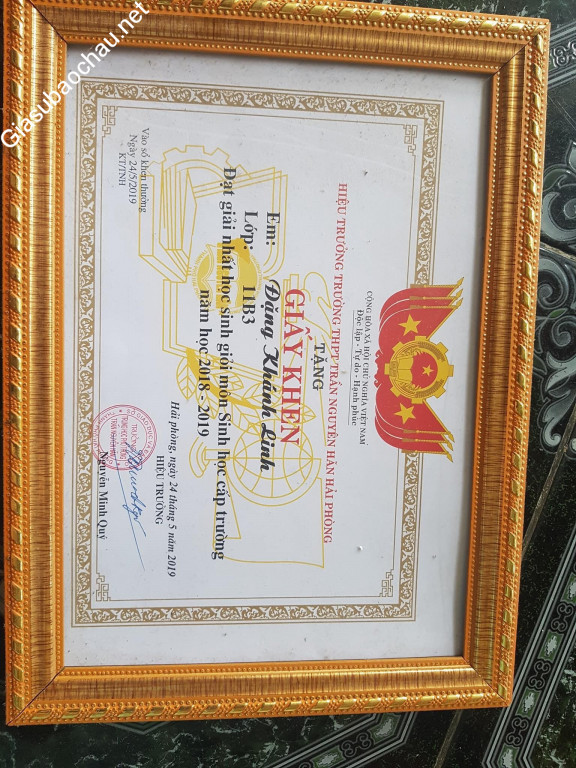 CỘNG HÒA XÃ HỘI CHỦ NGHĨA VIỆT NAM
Độc lập - Tự do - Hạnh phúc
HIỆU TRƯỞNG TRƯỜNG THPT TRẦN NGUYÊN HÃN HẢI PHÒNG
TẶNG
GIẤY KHEN
Em: Đặng Khánh Linh
Lớp: 11B3
Đạt giải nhất học sinh giỏi môn Sinh học cấp trường
năm học 2018 - 2019
Hải phòng, ngày 24 tháng 5 năm 2019
HIỆU TRƯỞNG
Nguyễn Minh Quý
Vào sổ khen thưởng
Ngày 24/5/2019
KT/TNH
Giasubaochau.net